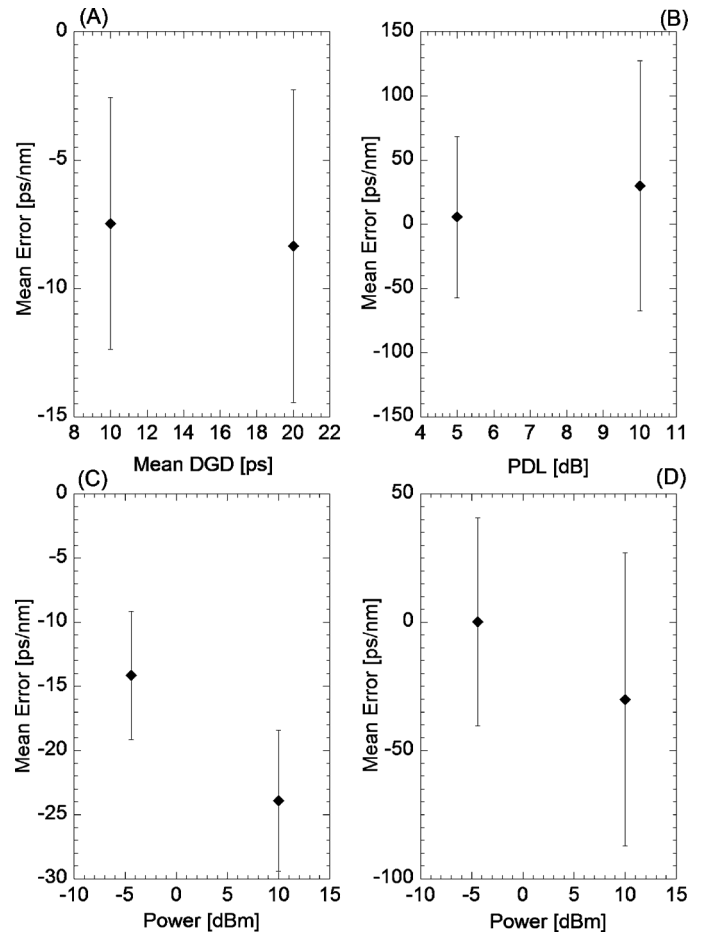 (A)
0
-5
-10
-15
Mean Error [ps/nm]
8 10 12 14 16 18 20 22
Mean DGD [ps]
(B)
150
100
50
0
-50
-100
-150
Mean Error [ps/nm]
4 5 6 7 8 9 10 11
PDL [dB]
(C)
0
-5
-10
-15
-20
-25
-30
Mean Error [ps/nm]
-10 -5 0 5 10 15
Power [dBm]
(D)
50
0
-50
-100
Mean Error [ps/nm]
-10 -5 0 5 10 15
Power [dBm]